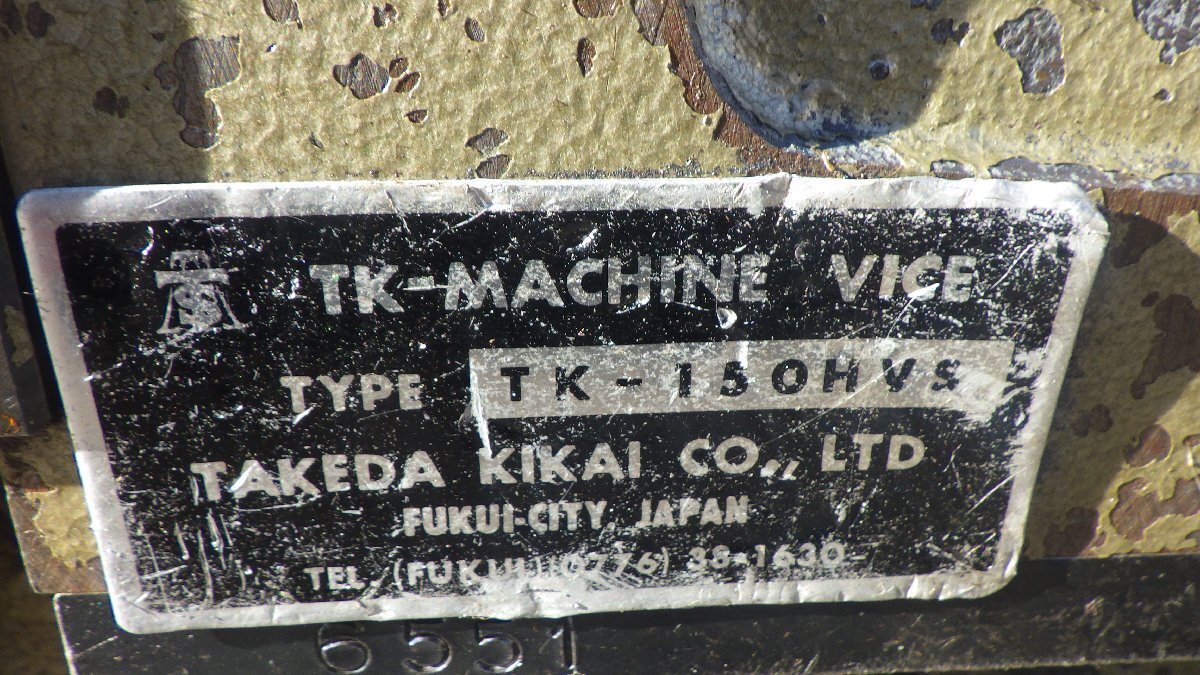 TK-MACHINE VICE
TYPE TK-150HVS
TAKEDA KIKAI CO., LTD
FUKUI-CITY, JAPAN
TEL. (FUKUI)(0776) 38-1630
6551